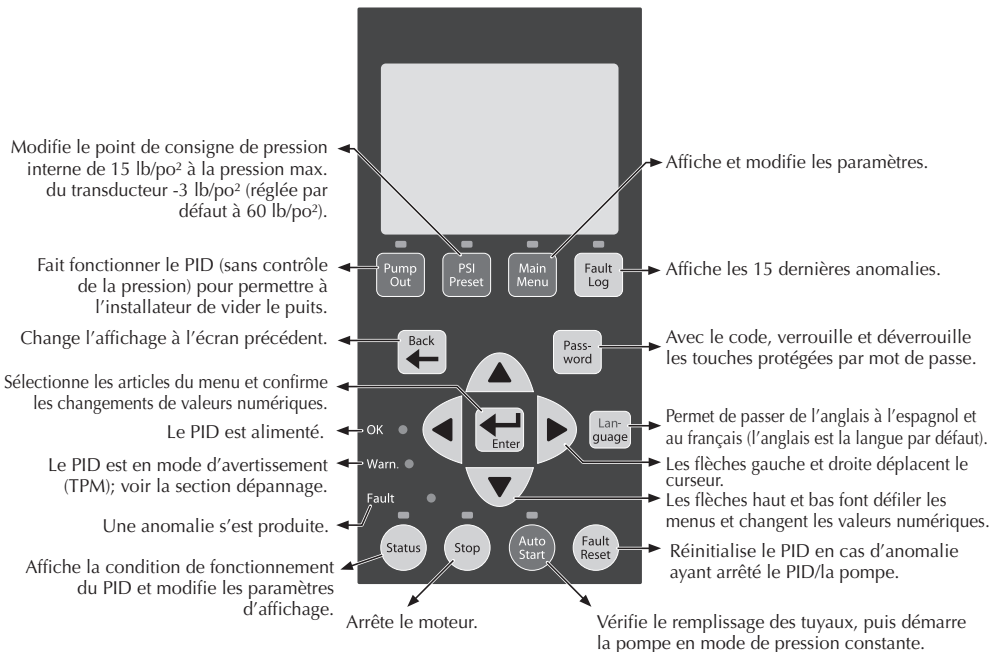 Modifie le point de consigne de pression
interne de 15 lb/po² à la pression max.
du transducteur -3 lb/po² (réglée par
défaut à 60 lb/po²).
Affiche et modifie les paramètres.
Pump
Out
PSI
Preset
Main
Menu
Fault
Log
Fait fonctionner le PID (sans contrôle
de la pression) pour permettre à
l'installateur de vider le puits.
Affiche les 15 dernières anomalies.
Change l'affichage à l'écran précédent.
Back
Pass-
word
Avec le code, verrouille et déverrouille
les touches protégées par mot de passe.
Sélectionne les articles du menu et confirme
les changements de valeurs numériques.
Enter
Lan-
guage
Permet de passer de l'anglais à l'espagnol et
au français (l'anglais est la langue par défaut).
Le PID est alimenté.
OK
Les flèches gauche et droite déplacent le
curseur.
Le PID est en mode d'avertissement
(TPM); voir la section dépannage.
Warn.
Les flèches haut et bas font défiler les
menus et changent les valeurs numériques.
Fault
Une anomalie s'est produite.
Status
Stop
Auto
Start
Fault
Reset
Réinitialise le PID en cas d'anomalie
ayant arrêté le PID/la pompe.
Affiche la condition de fonctionnement
du PID et modifie les paramètres
d'affichage.
Arrête le moteur.
Vérifie le remplissage des tuyaux, puis démarre
la pompe en mode de pression constante.